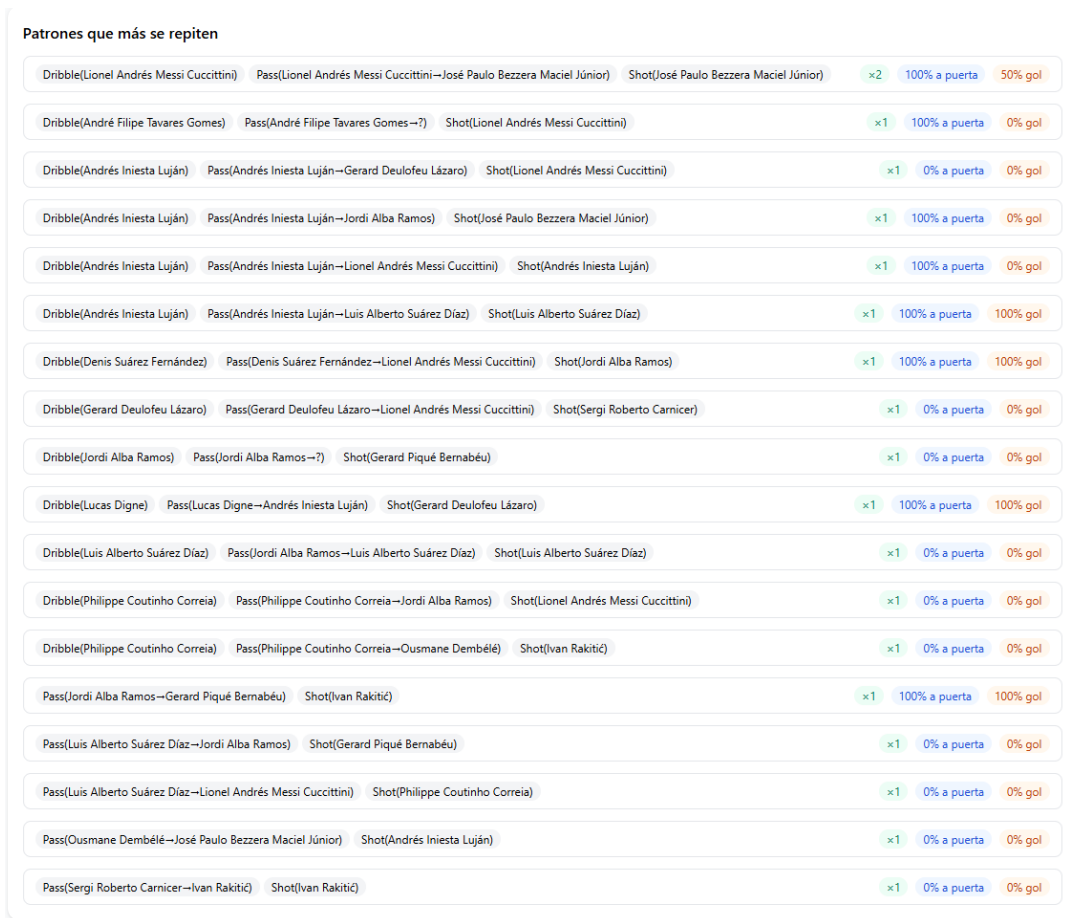 Patrones que más se repiten
Dribble(Lionel Andrés Messi Cuccittini) Pass(Lionel Andrés Messi Cuccittini→José Paulo Bezzera Maciel Júnior) Shot(José Paulo Bezzera Maciel Júnior) ×2 100% a puerta 50% gol
Dribble(André Filipe Tavares Gomes) Pass(André Filipe Tavares Gomes→?) Shot(Lionel Andrés Messi Cuccittini) ×1 100% a puerta 0% gol
Dribble(Andrés Iniesta Luján) Pass(Andrés Iniesta Luján→Gerard Deulofeu Lázaro) Shot(Lionel Andrés Messi Cuccittini) ×1 0% a puerta 0% gol
Dribble(Andrés Iniesta Luján) Pass(Andrés Iniesta Luján→Jordi Alba Ramos) Shot(José Paulo Bezzera Maciel Júnior) ×1 100% a puerta 0% gol
Dribble(Andrés Iniesta Luján) Pass(Andrés Iniesta Luján→Lionel Andrés Messi Cuccittini) Shot(Andrés Iniesta Luján) ×1 100% a puerta 0% gol
Dribble(Andrés Iniesta Luján) Pass(Andrés Iniesta Luján→Luis Alberto Suárez Díaz) Shot(Luis Alberto Suárez Díaz) ×1 100% a puerta 100% gol
Dribble(Denis Suárez Fernández) Pass(Denis Suárez Fernández→Lionel Andrés Messi Cuccittini) Shot(Jordi Alba Ramos) ×1 100% a puerta 100% gol
Dribble(Gerard Deulofeu Lázaro) Pass(Gerard Deulofeu Lázaro→Lionel Andrés Messi Cuccittini) Shot(Sergi Roberto Carnicer) ×1 0% a puerta 0% gol
Dribble(Jordi Alba Ramos) Pass(Jordi Alba Ramos→?) Shot(Gerard Piqué Bernabéu) ×1 0% a puerta 0% gol
Dribble(Lucas Digne) Pass(Lucas Digne→Andrés Iniesta Luján) Shot(Gerard Deulofeu Lázaro) ×1 100% a puerta 100% gol
Dribble(Luis Alberto Suárez Díaz) Pass(Jordi Alba Ramos→Luis Alberto Suárez Díaz) Shot(Luis Alberto Suárez Díaz) ×1 0% a puerta 0% gol
Dribble(Philippe Coutinho Correia) Pass(Philippe Coutinho Correia→Jordi Alba Ramos) Shot(Lionel Andrés Messi Cuccittini) ×1 0% a puerta 0% gol
Dribble(Philippe Coutinho Correia) Pass(Philippe Coutinho Correia→Ousmane Dembélé) Shot(Ivan Rakitić) ×1 0% a puerta 0% gol
Pass(Jordi Alba Ramos→Gerard Piqué Bernabéu) Shot(Ivan Rakitić) ×1 100% a puerta 100% gol
Pass(Luis Alberto Suárez Díaz→Jordi Alba Ramos) Shot(Gerard Piqué Bernabéu) ×1 0% a puerta 0% gol
Pass(Luis Alberto Suárez Díaz→Lionel Andrés Messi Cuccittini) Shot(Philippe Coutinho Correia) ×1 0% a puerta 0% gol
Pass(Ousmane Dembélé→José Paulo Bezzera Maciel Júnior) Shot(Andrés Iniesta Luján) ×1 0% a puerta 0% gol
Pass(Sergi Roberto Carnicer→Ivan Rakitić) Shot(Ivan Rakitić) ×1 0% a puerta 0% gol